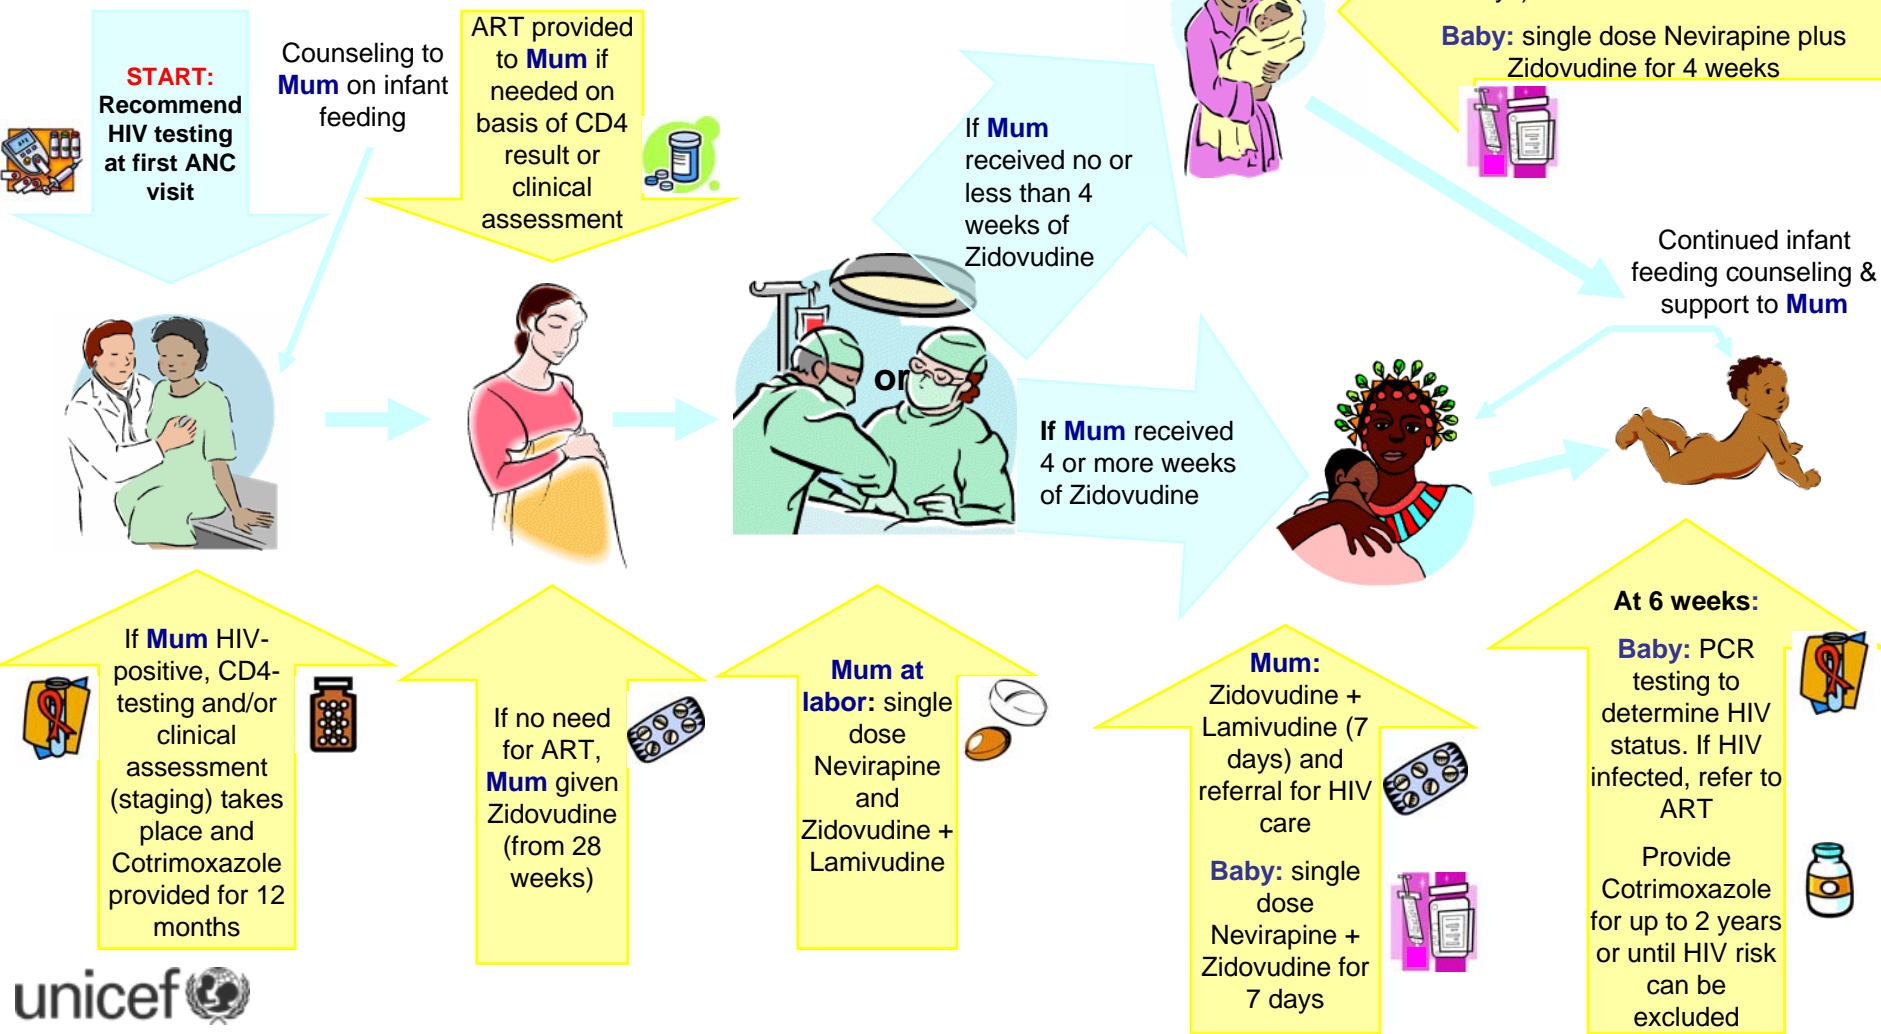 START:
Recommend
HIV testing
at first ANC
visit
Counseling to
Mum on infant
feeding
ART provided
to Mum if
needed on
basis of CD4
result or
clinical
assessment
If Mum
received no or
less than 4
weeks of
Zidovudine
Baby: single dose Nevirapine plus
Zidovudine for 4 weeks
Continued infant
feeding counseling &
support to Mum
or
If Mum received
4 or more weeks
of Zidovudine
If Mum HIV-
positive, CD4-
testing and/or
clinical
assessment
(staging) takes
place and
Cotrimoxazole
provided for 12
months
If no need
for ART,
Mum given
Zidovudine
(from 28
weeks)
Mum at
labor: single
dose
Nevirapine
and
Zidovudine +
Lamivudine
Mum:
Zidovudine +
Lamivudine (7
days) and
referral for HIV
care
Baby: single
dose
Nevirapine +
Zidovudine for
7 days
At 6 weeks:
Baby: PCR
testing to
determine HIV
status. If HIV
infected, refer to
ART
Provide
Cotrimoxazole
for up to 2 years
or until HIV risk
can be
excluded
unicef